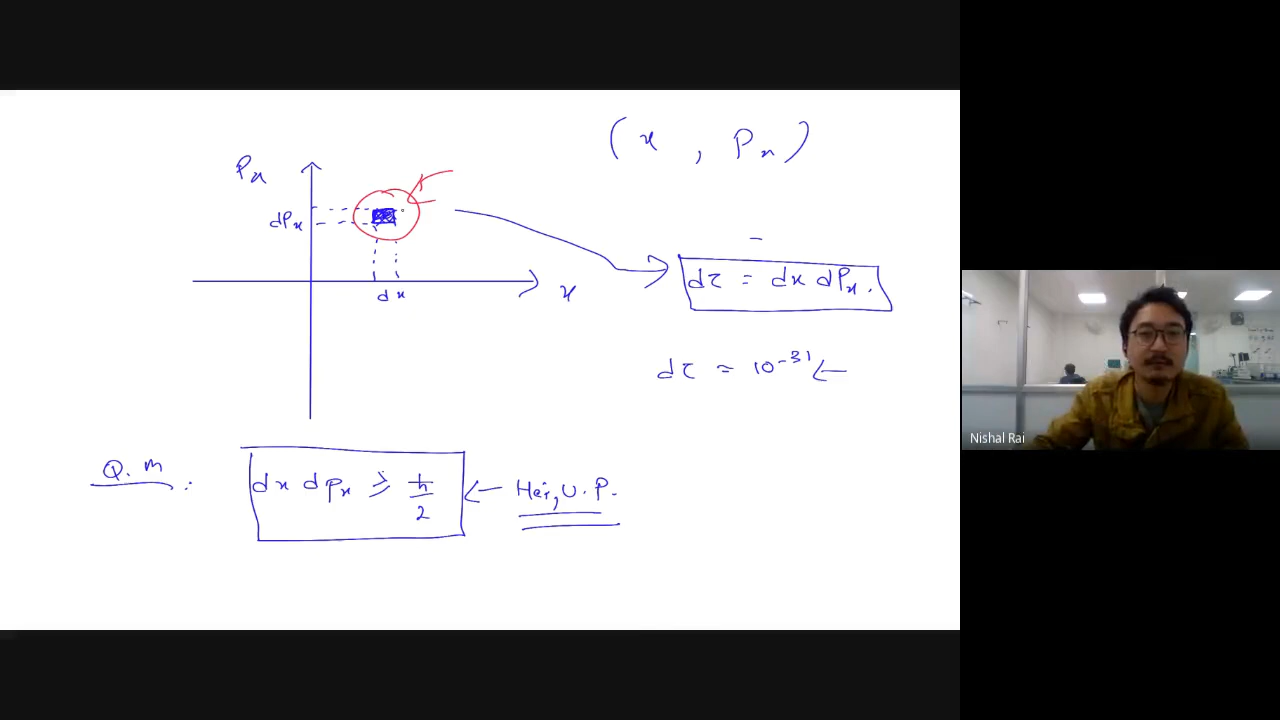 (x , Px)
Px
dPx
dx
x
dτ = dx dPx.
dτ ≈ 10⁻³¹ ←
Q. M :
dx dpx ≥ ħ/2 ← Hei, U. P.
Nishal Rai